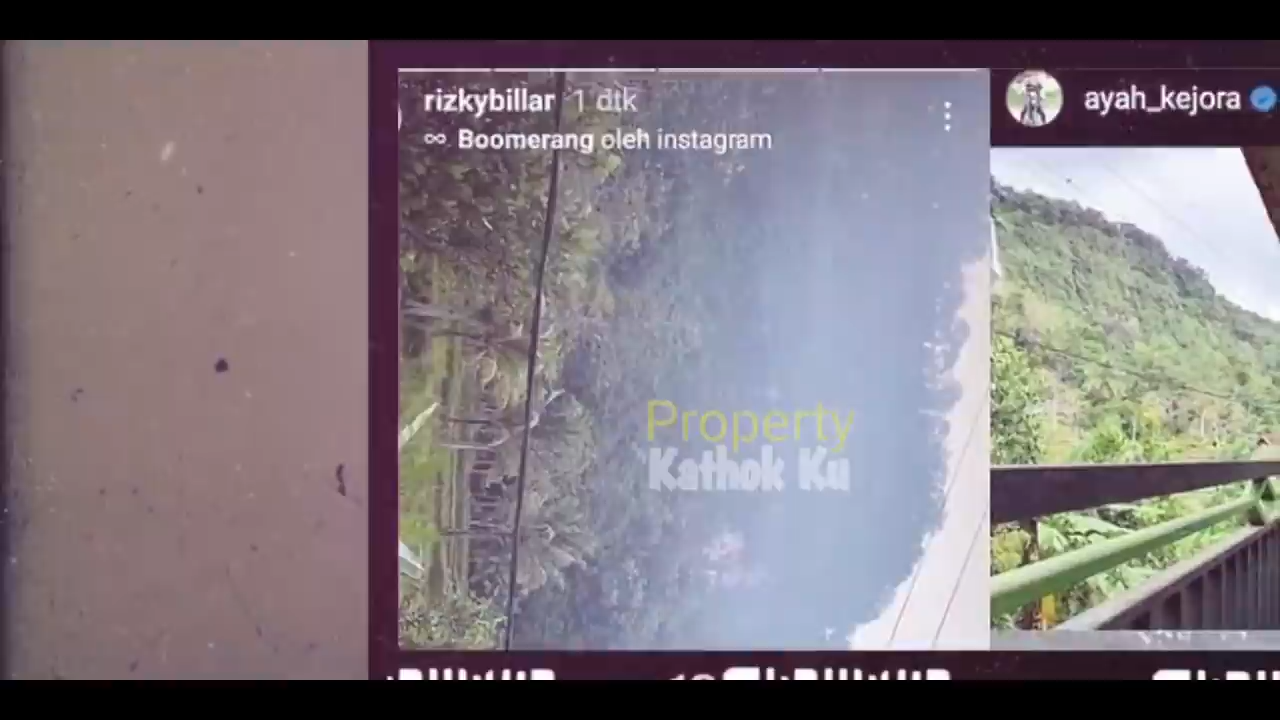 rizkybillar 1 dtk
∞ Boomerang oleh instagram
ayah_kejora
Property
Kathok Ku